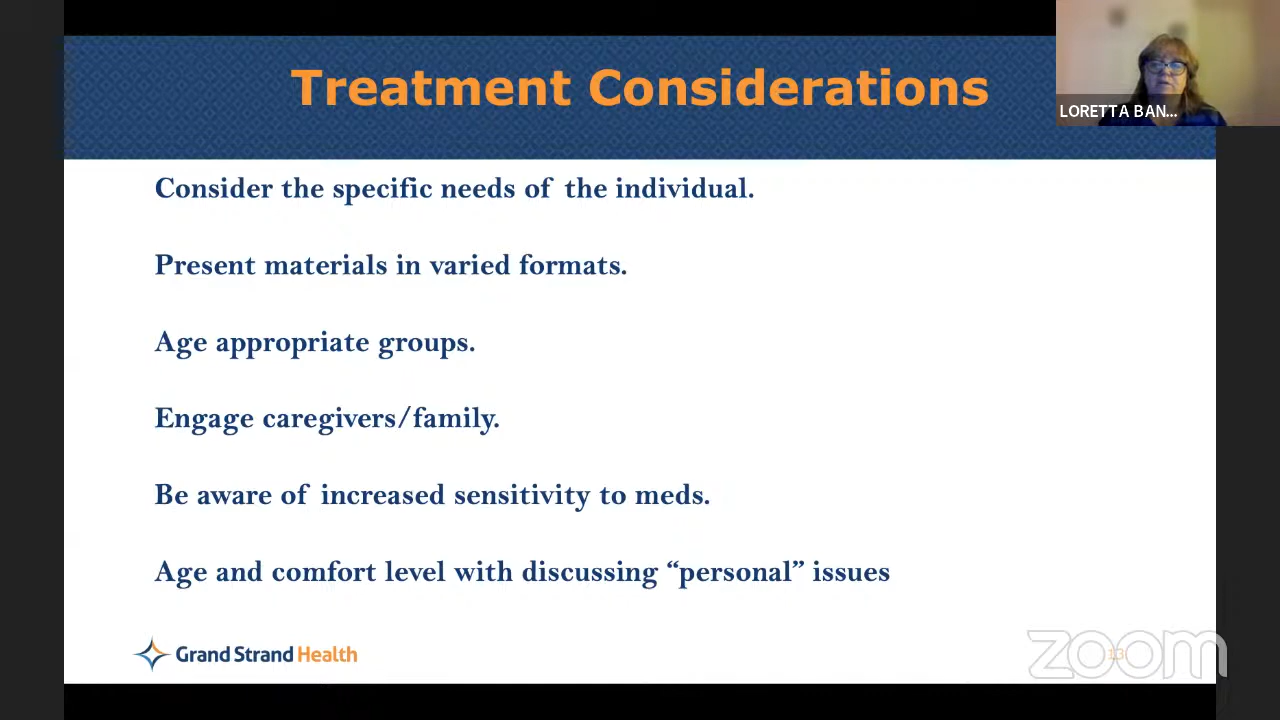 Treatment Considerations
LORETTA BAN...
Consider the specific needs of the individual.
Present materials in varied formats.
Age appropriate groups.
Engage caregivers/family.
Be aware of increased sensitivity to meds.
Age and comfort level with discussing “personal” issues
Grand Strand Health
13
zoom